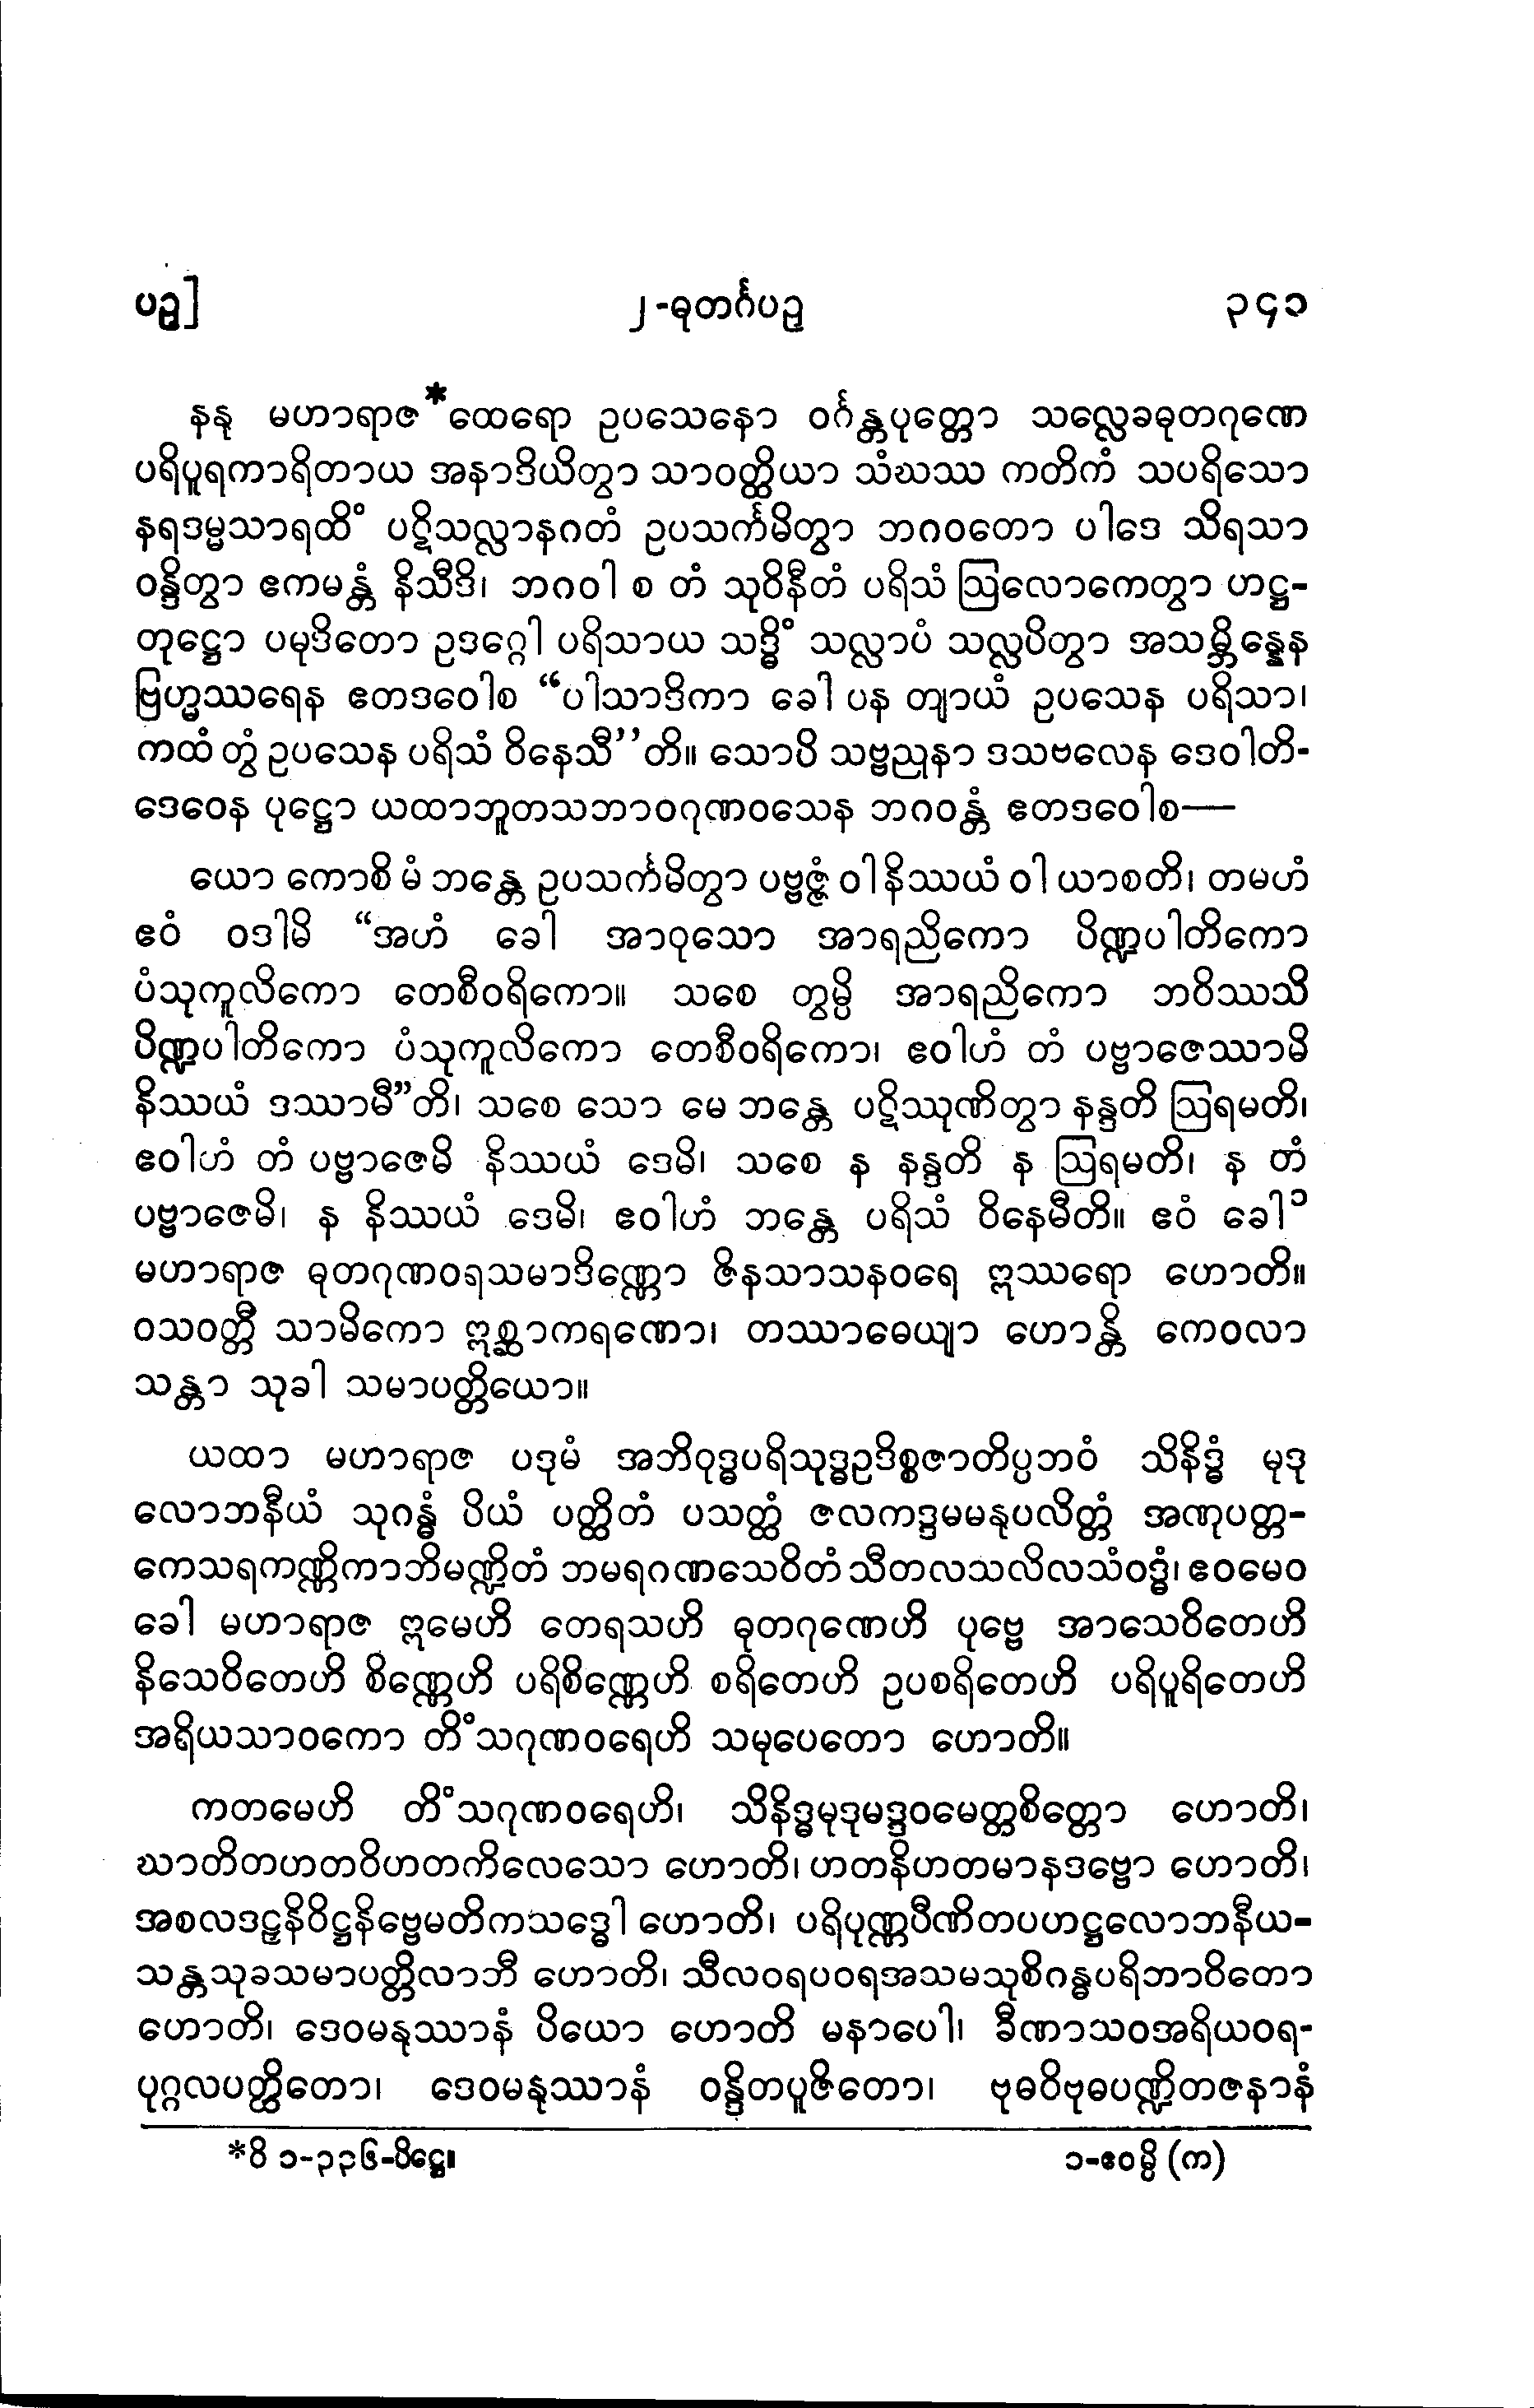 ပဉှ]	၂-ဓုတင်္ဂပဉှ	၃၄၁
နနု မဟာရာဇ*ထေရော ဥပသေနော ဝင်္ဂန္တပုတ္တော သလ္လေခဓုတဂုဏေ
ပရိပူရကာရိတာယ အနာဒိယိတွာ သာဝတ္ထိယာ သံဃဿ ကတိကံ သပရိသော
နရဒမ္မသာရထိံ ပဋိသလ္လာနဂတံ ဥပသင်္ကမိတွာ ဘဂဝတော ပါဒေ သိရသာ
ဝန္ဒိတွာ ဧကမန္တံ နိသီဒိ၊ ဘဂဝါ စ တံ သုဝိနီတံ ပရိသံ ဩလောကေတွာ ဟဋ္ဌ-
တုဋ္ဌော ပမုဒိတော ဥဒဂ္ဂေါ ပရိသာယ သဒ္ဓိံ သလ္လာပံ သလ္လပိတွာ အသမ္ဘိန္နေန
ဗြဟ္မဿရေန ဧတဒဝေါစ “ပါသာဒိကာ ခေါ ပန တျာယံ ဥပသေန ပရိသာ၊
ကထံ တွံ ဥပသေန ပရိသံ ဝိနေသီ’’တိ။ သောပိ သဗ္ဗညုနာ ဒသဗလေန ဒေဝါတိ-
ဒေဝေန ပုဋ္ဌော ယထာဘူတသဘာဝဂုဏဝသေန ဘဂဝန္တံ ဧတဒဝေါစ—
ယော ကောစိ မံ ဘန္တေ ဥပသင်္ကမိတွာ ပဗ္ဗဇ္ဇံ ဝါ နိဿယံ ဝါ ယာစတိ၊ တမဟံ
ဧဝံ ဝဒါမိ “အဟံ ခေါ အာဝုသော အာရညိကော ပိဏ္ဍပါတိကော
ပံသုကူလိကော တေစီဝရိကော။ သစေ တွမ္ပိ အာရညိကော ဘဝိဿသိ
ပိဏ္ဍပါတိကော ပံသုကူလိကော တေစီဝရိကော၊ ဧဝါဟံ တံ ပဗ္ဗာဇေဿာမိ
နိဿယံ ဒဿာမီ”တိ၊ သစေ သော မေ ဘန္တေ ပဋိဿုဏိတွာ နန္ဒတိ ဩရမတိ၊
ဧဝါဟံ တံ ပဗ္ဗာဇေမိ နိဿယံ ဒေမိ၊ သစေ န နန္ဒတိ န ဩရမတိ၊ န တံ
ပဗ္ဗာဇေမိ၊ န နိဿယံ ဒေမိ၊ ဧဝါဟံ ဘန္တေ ပရိသံ ဝိနေမီတိ။ ဧဝံ ခေါ၁
မဟာရာဇ ဓုတဂုဏဝရသမာဒိဏ္ဏော ဇိနသာသနဝရေ ဣဿရော ဟောတိ။
ဝသဝတ္တီ သာမိကော ဣစ္ဆာကရဏော၊ တဿာဓေယျာ ဟောန္တိ ကေဝလာ
သန္တာ သုခါ သမာပတ္တိယော။
ယထာ မဟာရာဇ ပဒုမံ အဘိဝုဒ္ဓပရိသုဒ္ဓဥဒိစ္စဇာတိပ္ပဘဝံ သိနိဒ္ဓံ မုဒု
လောဘနီယံ သုဂန္ဓံ ပိယံ ပတ္ထိတံ ပသတ္ထံ ဇလကဒ္ဒမမနုပလိတ္တံ အဏုပတ္တ-
ကေသရကဏ္ဏိကာဘိမဏ္ဍိတံ ဘမရဂဏသေဝိတံ သီတလသလိလသံဝဒ္ဓံ၊ ဧဝမေဝ
ခေါ မဟာရာဇ ဣမေဟိ တေရသဟိ ဓုတဂုဏေဟိ ပုဗ္ဗေ အာသေဝိတေဟိ
နိသေဝိတေဟိ စိဏ္ဏေဟိ ပရိစိဏ္ဏေဟိ စရိတေဟိ ဥပစရိတေဟိ ပရိပူရိတေဟိ
အရိယသာဝကော တိံသဂုဏဝရေဟိ သမုပေတော ဟောတိ။
ကတမေဟိ တိံသဂုဏဝရေဟိ၊ သိနိဒ္ဓမုဒုမဒ္ဒဝမေတ္တစိတ္တော ဟောတိ၊
ဃာတိတဟတဝိဟတကိလေသော ဟောတိ၊ ဟတနိဟတမာနဒဗ္ဗော ဟောတိ၊
အစလဒဠှနိဝိဋ္ဌနိဗ္ဗေမတိကသဒ္ဓေါ ဟောတိ၊ ပရိပုဏ္ဏပီဏိတပဟဋ္ဌလောဘနီယ-
သန္တသုခသမာပတ္တိလာဘီ ဟောတိ၊ သီလဝရပဝရအသမသုစိဂန္ဓပရိဘာဝိတော
ဟောတိ၊ ဒေဝမနုဿာနံ ပိယော ဟောတိ မနာပေါ၊ ခီဏာသဝအရိယဝရ-
ပုဂ္ဂလပတ္ထိတော၊ ဒေဝမနုဿာနံ ဝန္ဒိတပူဇိတော၊ ဗုဓဝိဗုဓပဏ္ဍိတဇနာနံ
*ဝိ ၁-၃၃၆-ပိဋ္ဌေ။	၁-ဧဝမ္ပိ (က)